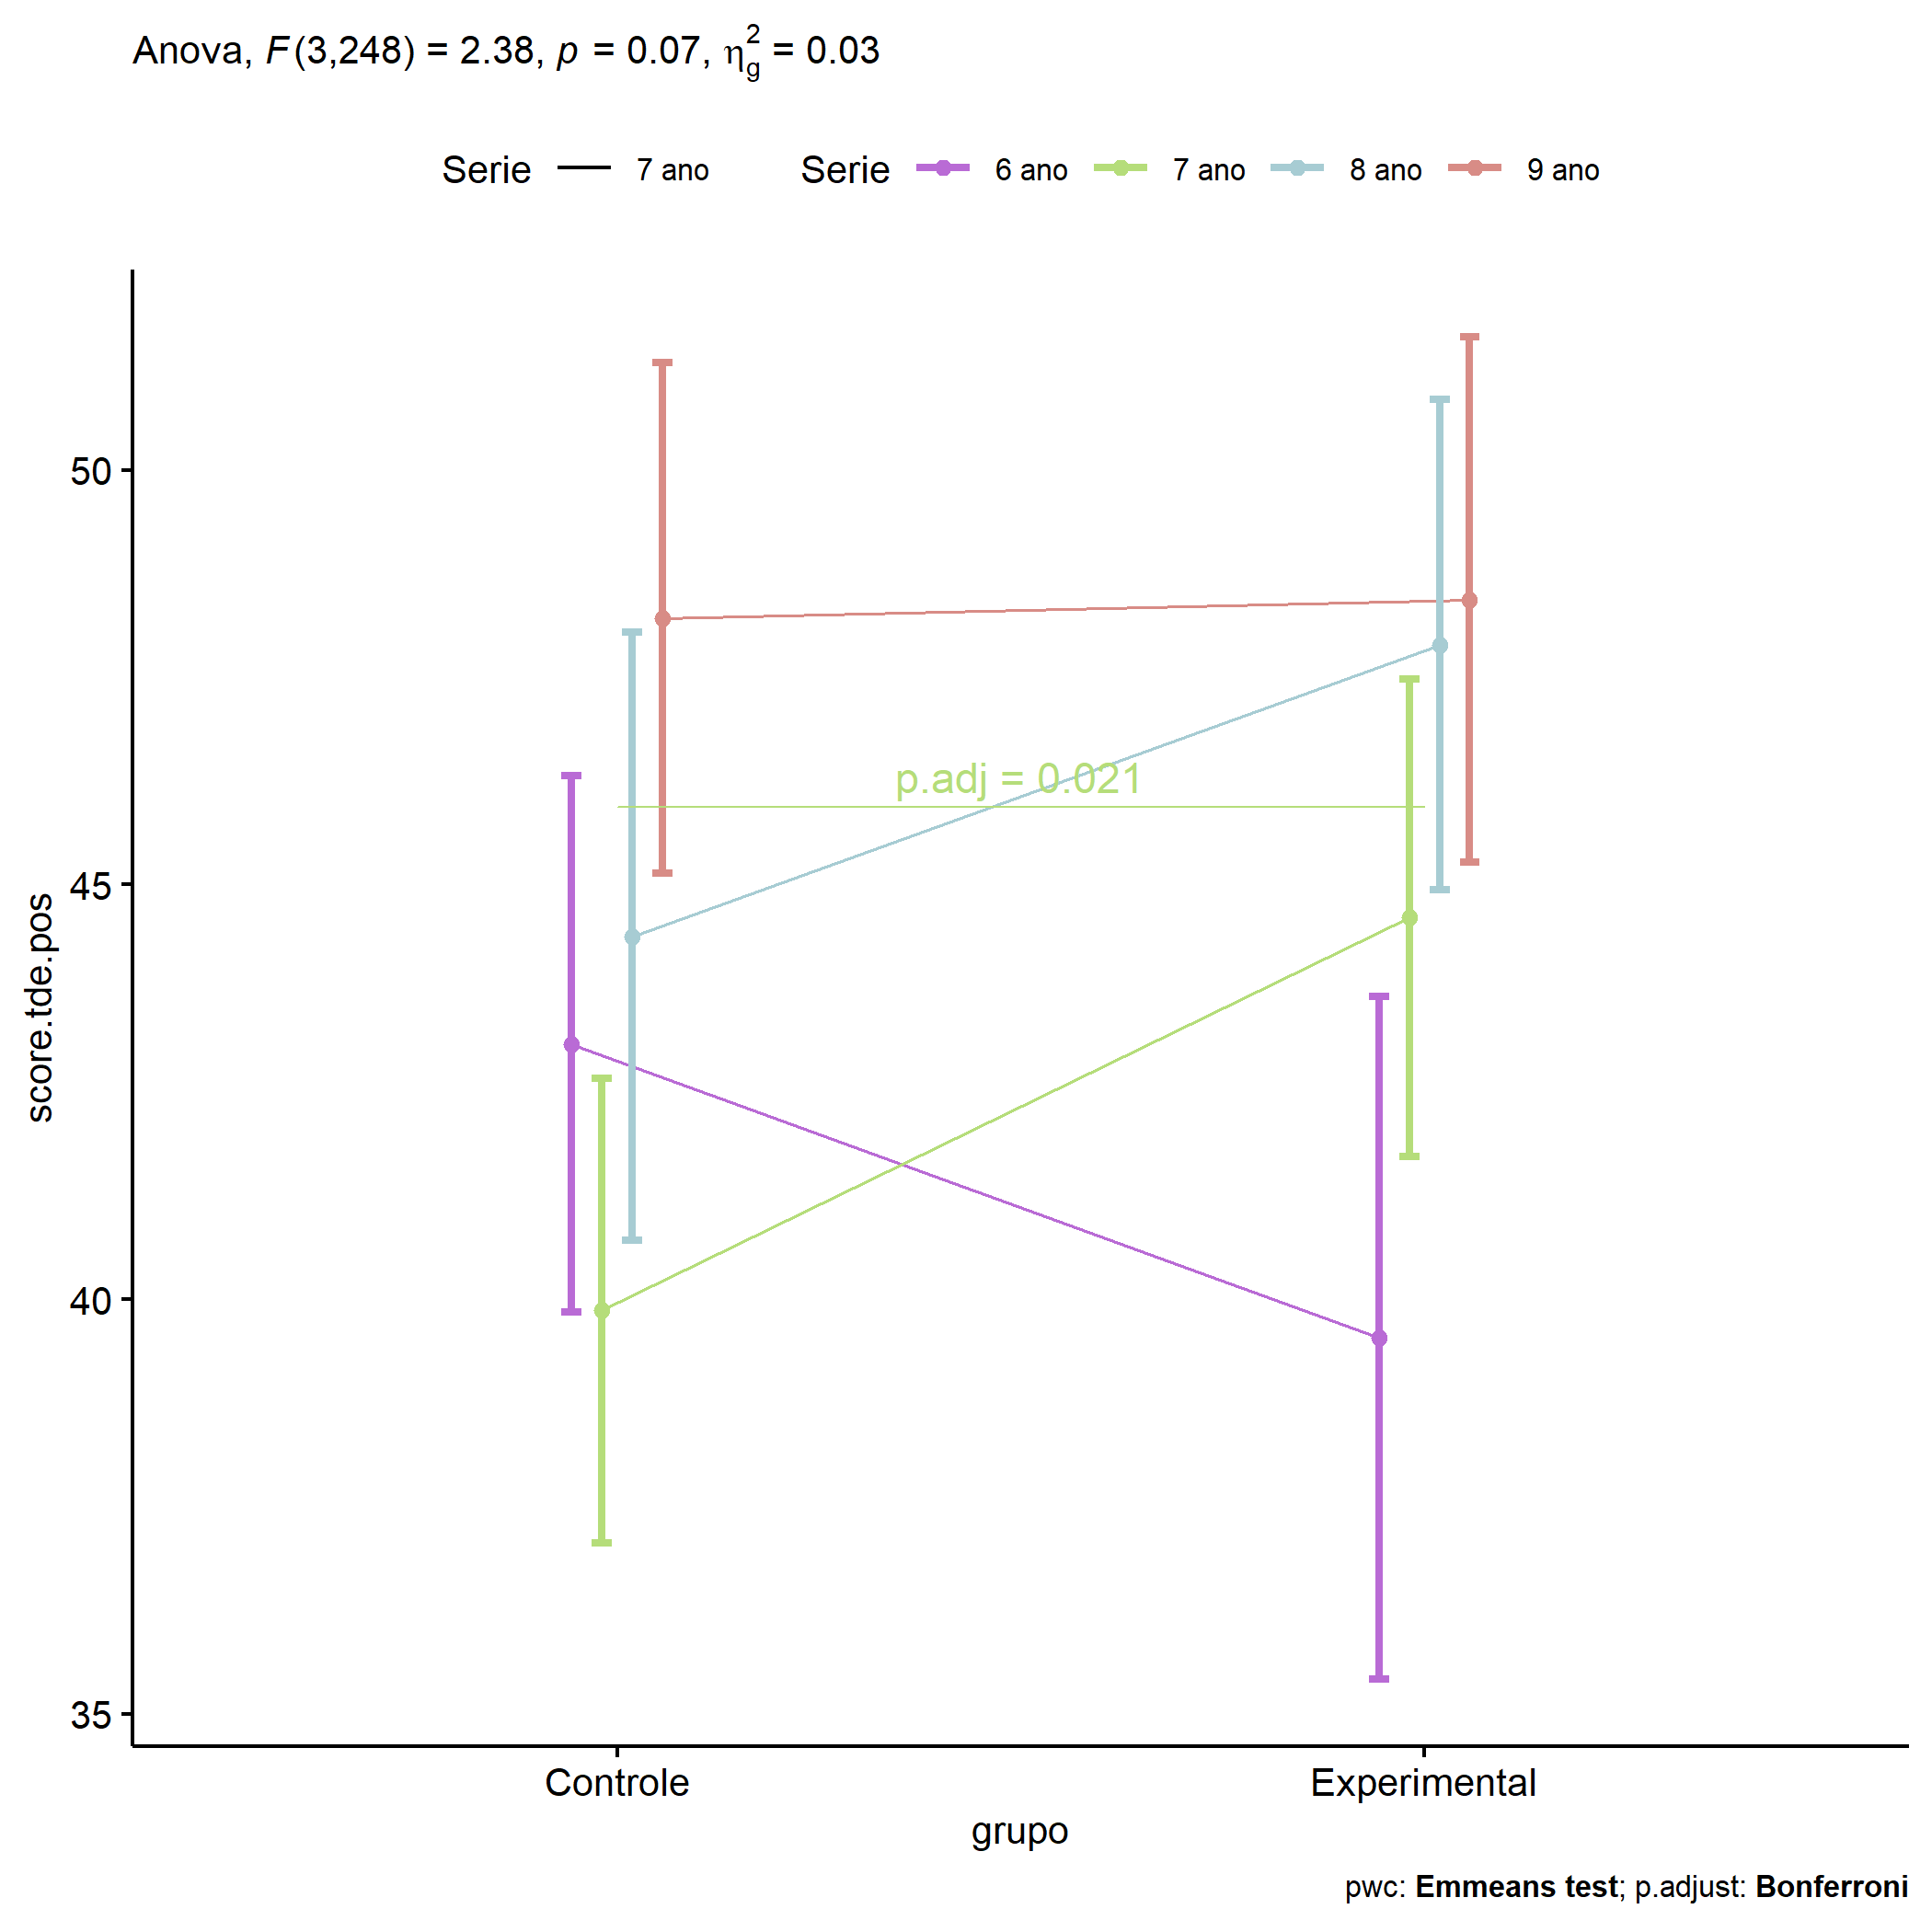 Anova, F(3,248) = 2.38, p = 0.07, η²g = 0.03
Serie 7 ano Serie 6 ano 7 ano 8 ano 9 ano
50
45
40
35
score.tde.pos
p.adj = 0.021
Controle Experimental
grupo
pwc: Emmeans test; p.adjust: Bonferroni